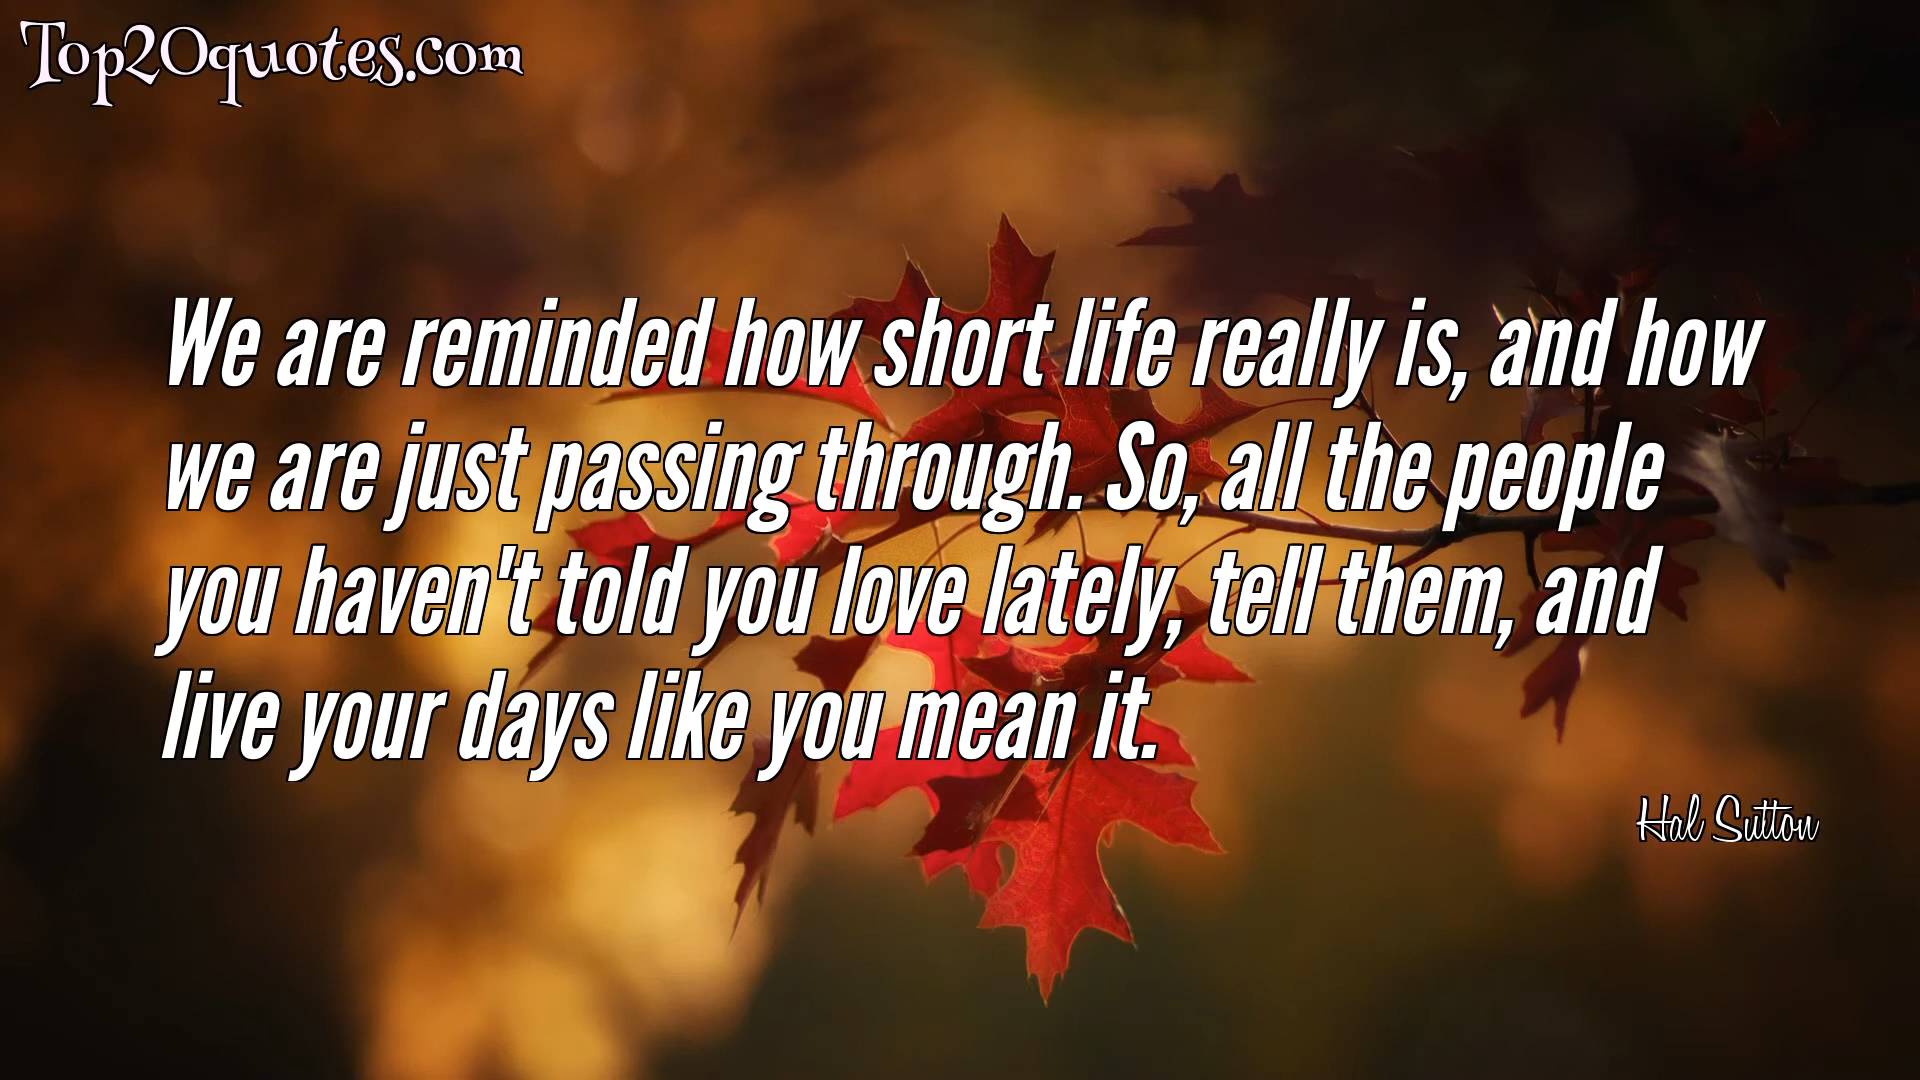 Top20quotes.com
We are reminded how short life really is, and how
we are just passing through. So, all the people
you haven't told you love lately, tell them, and
live your days like you mean it.
Hal Sutton